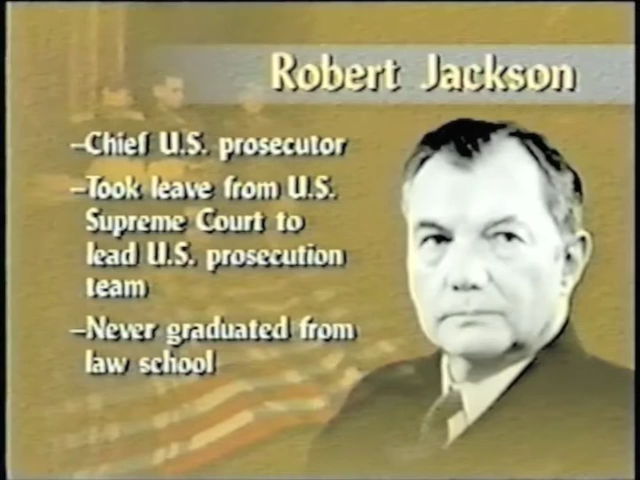 Robert Jackson
–Chief U.S. prosecutor
–Took leave from U.S.
Supreme Court to
lead U.S. prosecution
team
–Never graduated from
law school